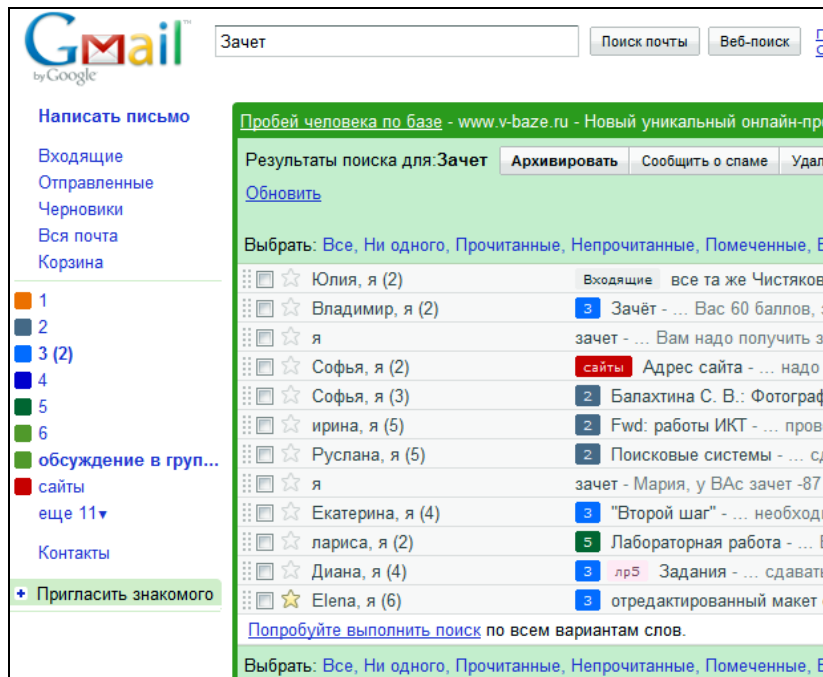 Gmail™
by Google
Зачет
Поиск почты
Веб-поиск
Написать письмо
Входящие
Отправленные
Черновики
Вся почта
Корзина
1
2
3 (2)
4
5
6
обсуждение в груп...
сайты
еще 11▾
Контакты
Пригласить знакомого
Пробей человека по базе - www.v-baze.ru - Новый уникальный онлайн-пр
Результаты поиска для:Зачет Архивировать Сообщить о спаме Удал
Обновить
Выбрать: Все, Ни одного, Прочитанные, Непрочитанные, Помеченные,
Юлия, я (2) Входящие все та же Чистяков
Владимир, я (2) 3 Зачёт - ... Вас 60 баллов,
я зачет - ... Вам надо получить з
Софья, я (2) сайты Адрес сайта - ... надо
Софья, я (3) 2 Балахтина С. В.: Фотограф
ирина, я (5) 2 Fwd: работы ИКТ - ... пров
Руслана, я (5) 2 Поисковые системы - ... сд
я зачет - Мария, у ВАс зачет -87
Екатерина, я (4) 3 "Второй шаг" - ... необход
лариса, я (2) 5 Лабораторная работа - ...
Диана, я (4) 3 лр5 Задания - ... сдават
Elena, я (6) 3 отредактированный макет
Попробуйте выполнить поиск по всем вариантам слов.
Выбрать: Все, Ни одного, Прочитанные, Непрочитанные, Помеченные,